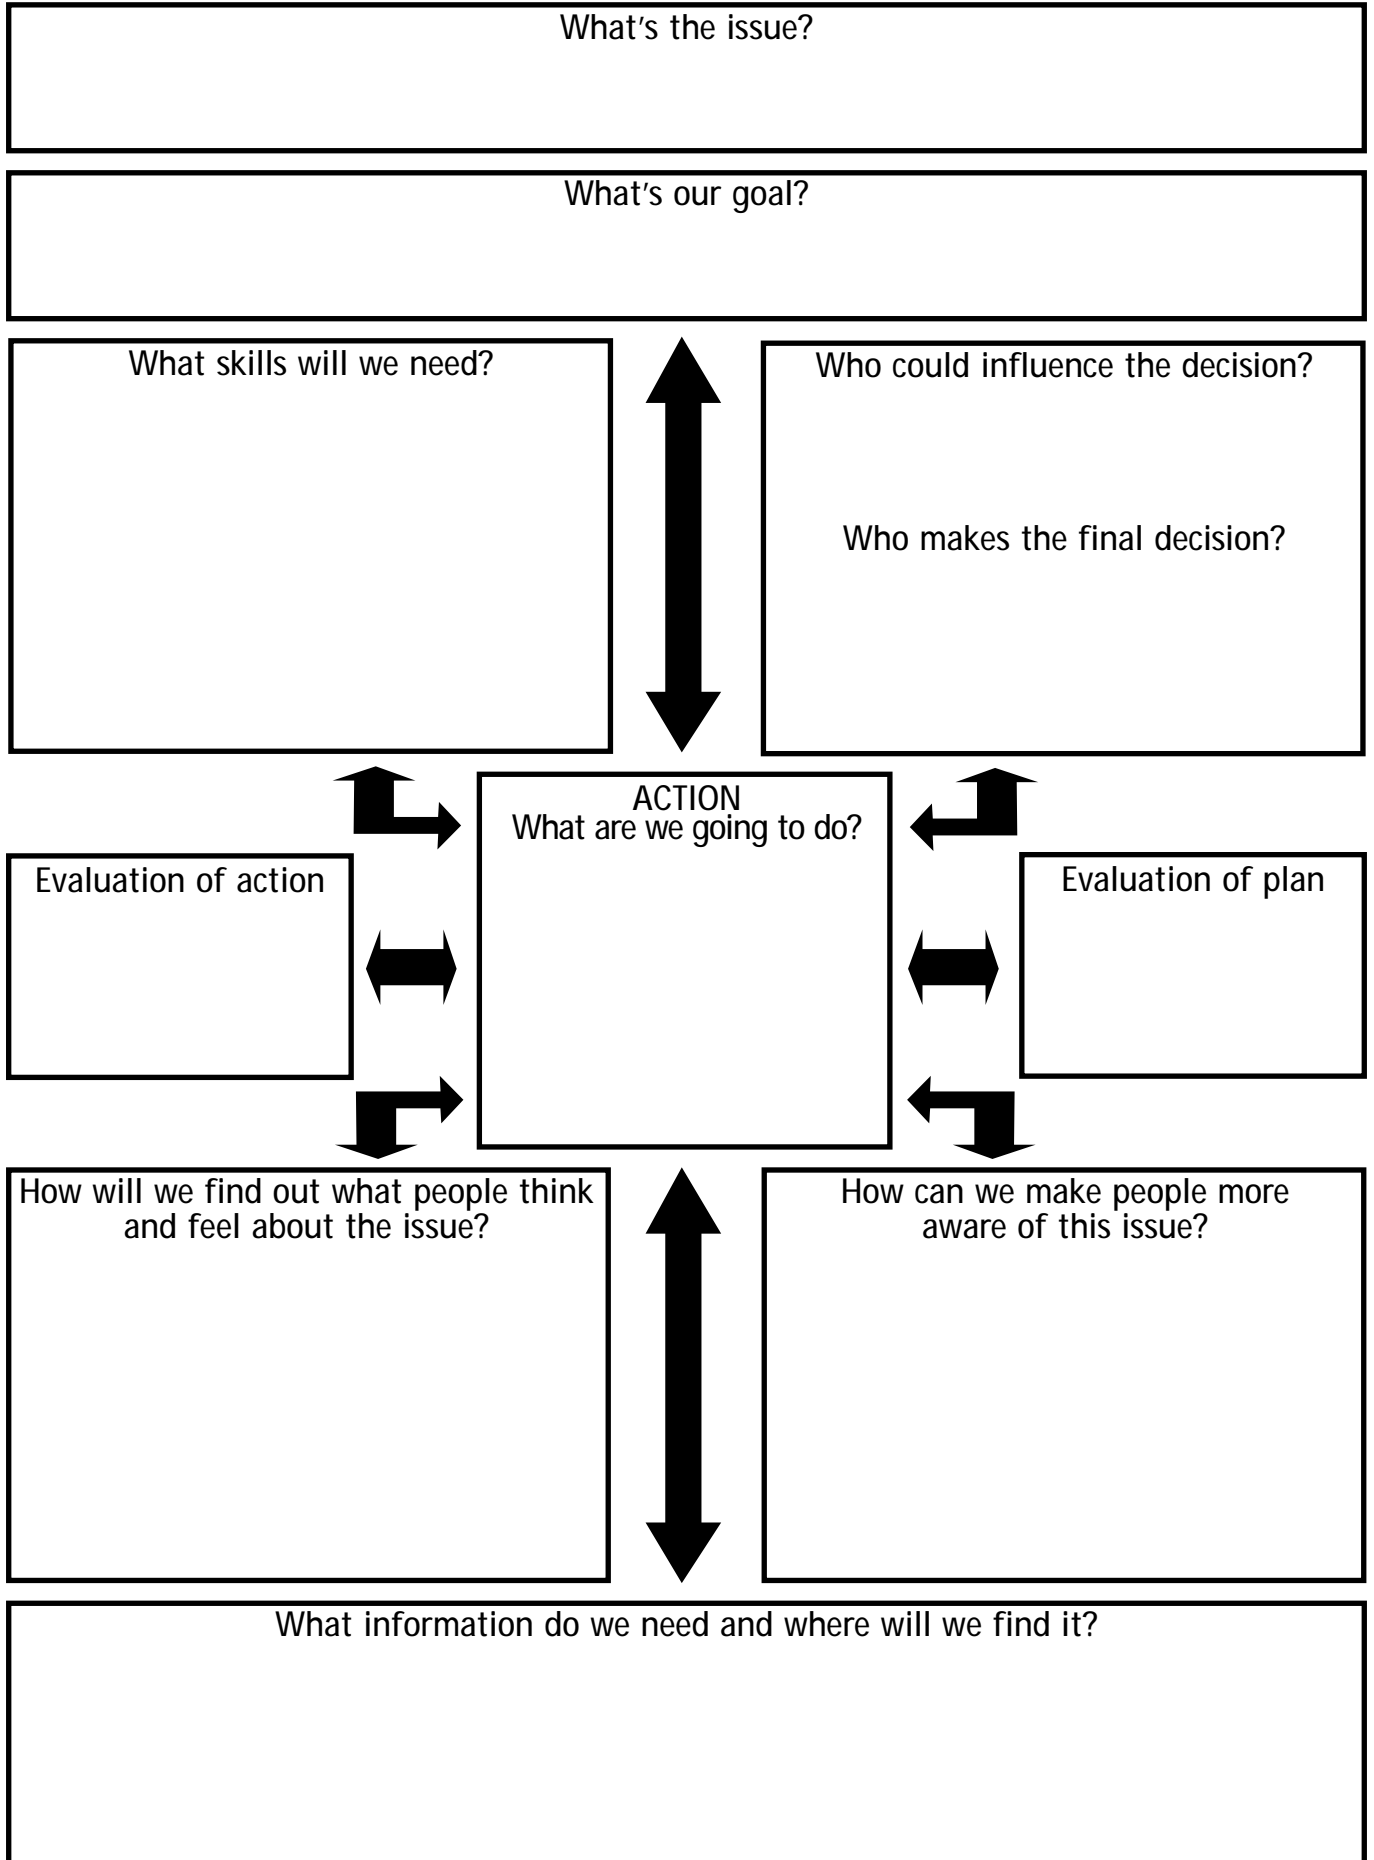 What's the issue?
What's our goal?
What skills will we need?
Who could influence the decision?
Who makes the final decision?
ACTION
What are we going to do?
Evaluation of action
Evaluation of plan
How will we find out what people think
and feel about the issue?
How can we make people more
aware of this issue?
What information do we need and where will we find it?